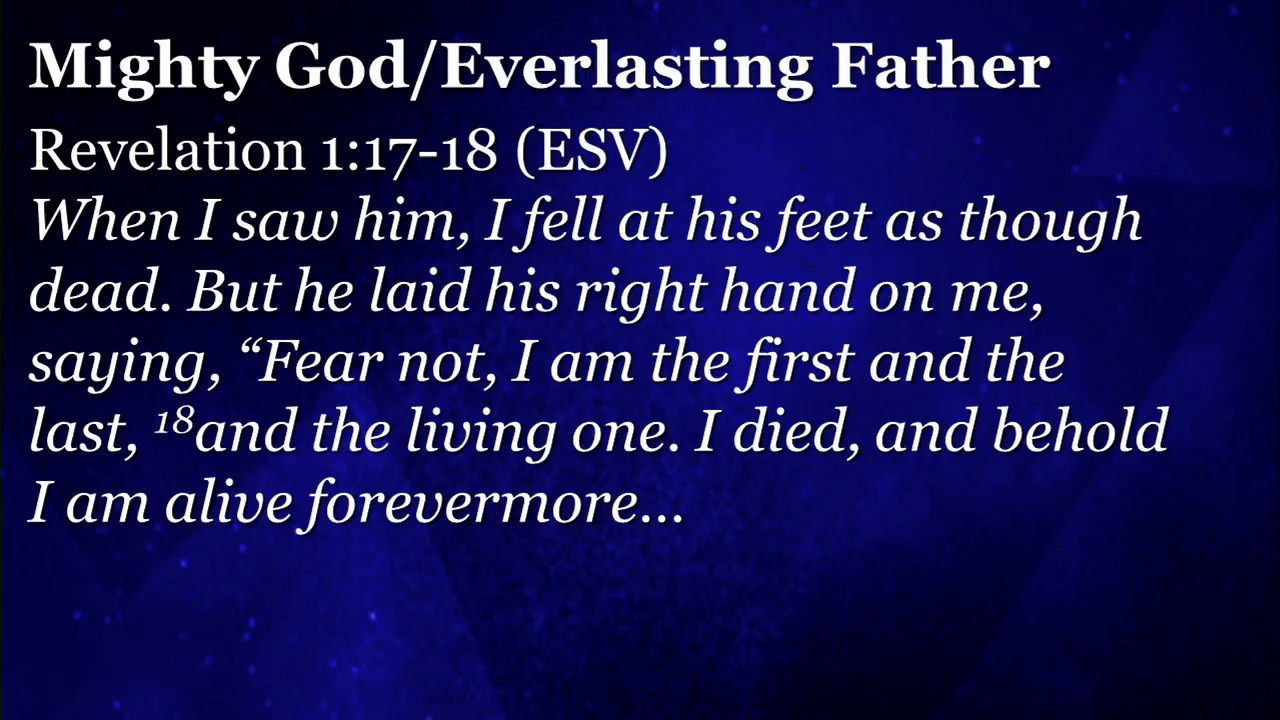 Mighty God/Everlasting Father
Revelation 1:17-18 (ESV)
When I saw him, I fell at his feet as though
dead. But he laid his right hand on me,
saying, “Fear not, I am the first and the
last, ¹⁸and the living one. I died, and behold
I am alive forevermore...